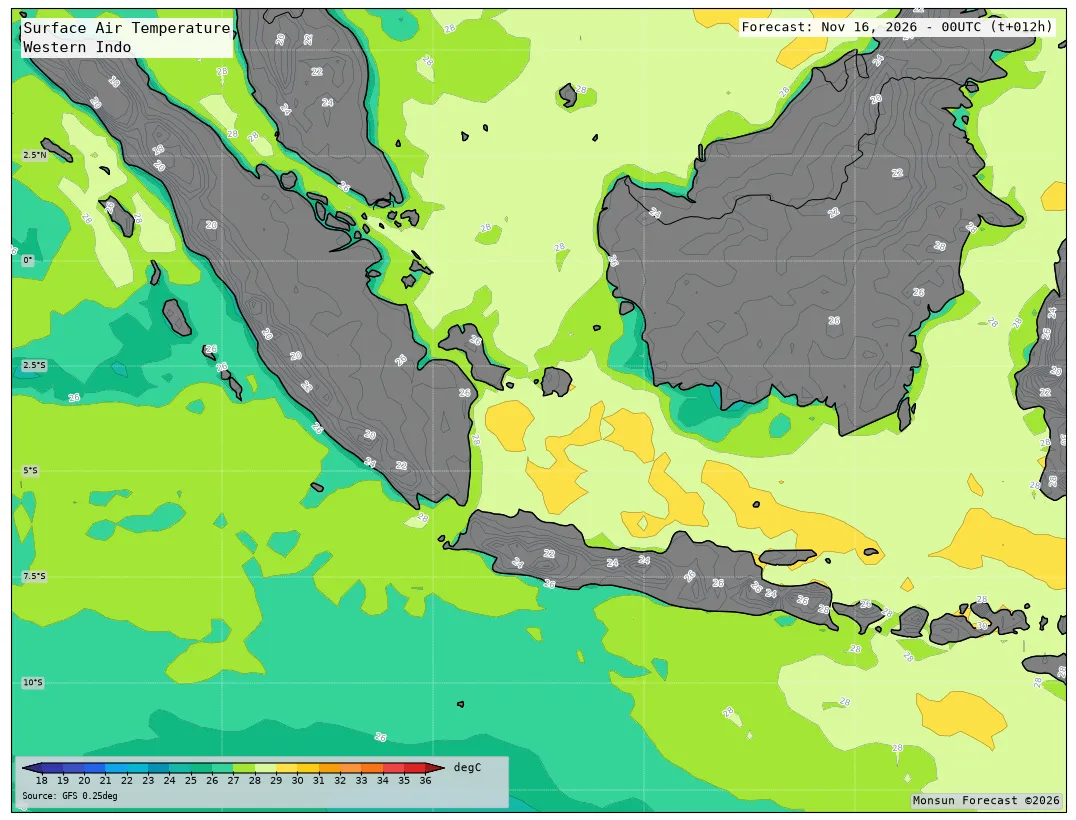 Surface Air Temperature
Western Indo
Forecast: Nov 16, 2026 - 00UTC (t+012h)
2.5°N
0°
2.5°S
5°S
7.5°S
10°S
degC
18 19 20 21 22 23 24 25 26 27 28 29 30 31 32 33 34 35 36
Source: GFS 0.25deg
Monsun Forecast ©2026